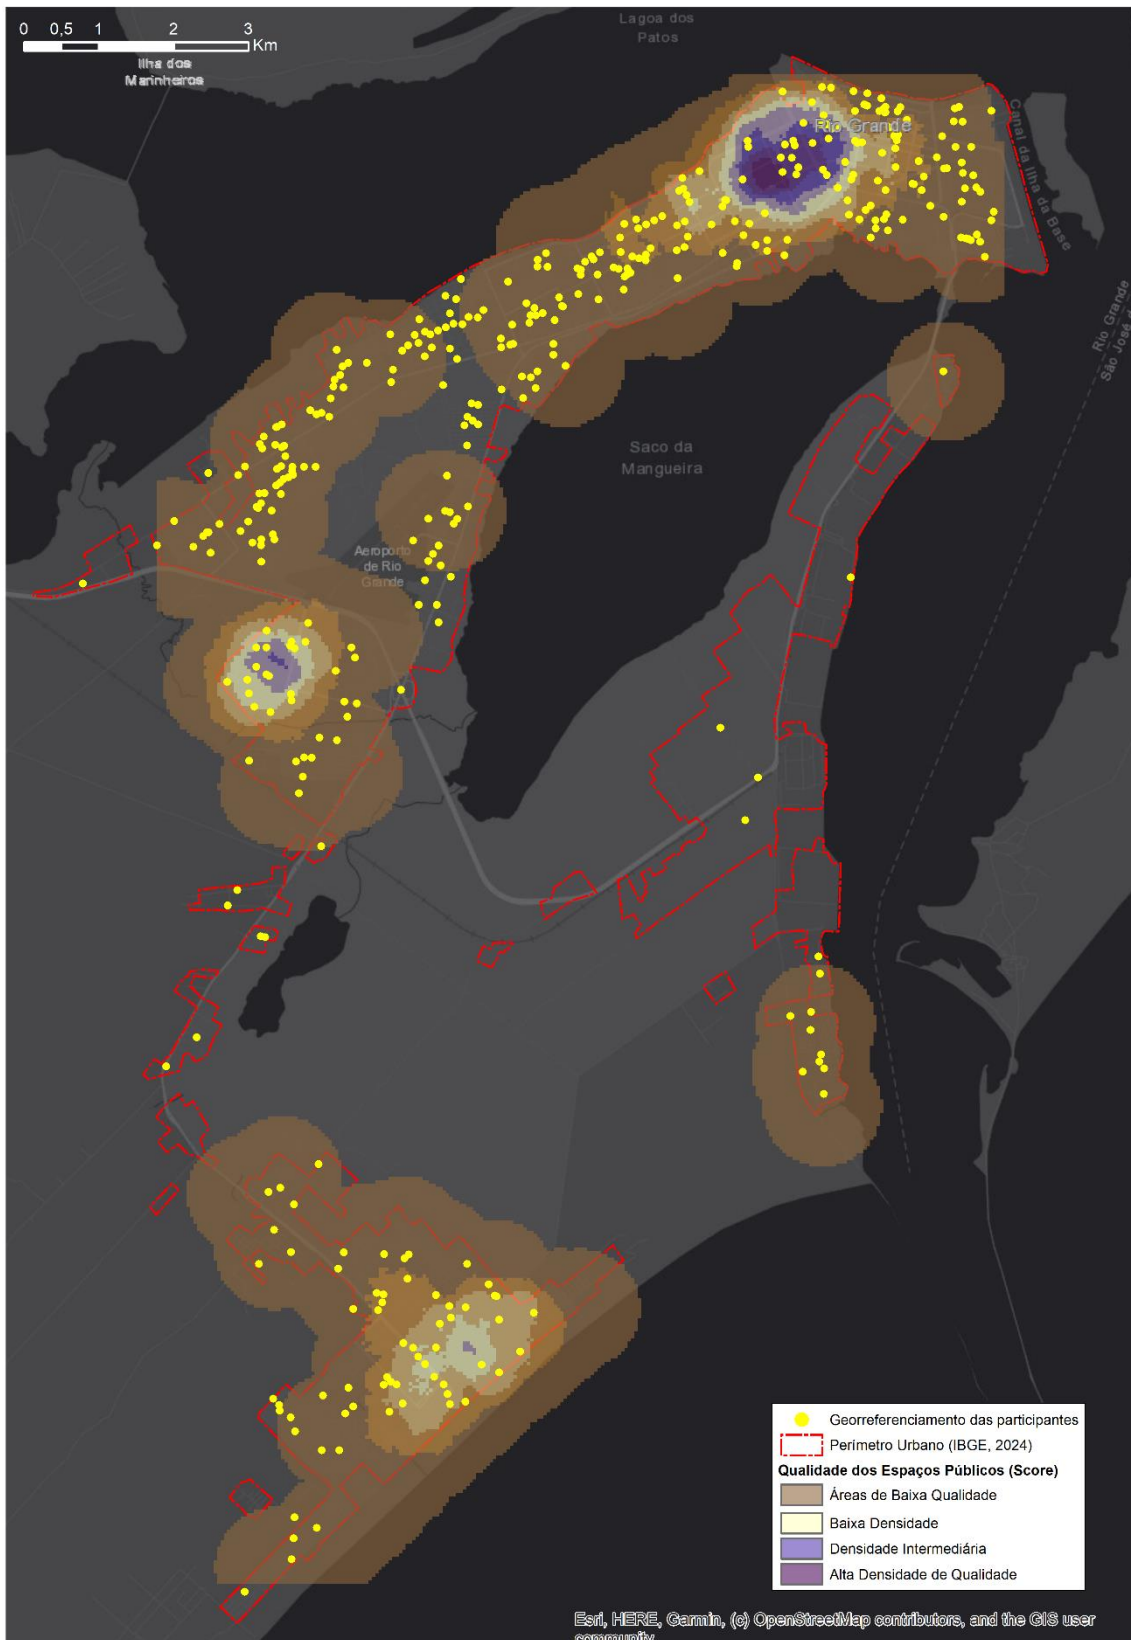 Lagoa dos
Patos
0 0,5 1 2 3
Km
Ilha dos
Marinheiros
Rio Grande
Canal da Ilha da Base
Rio Grande
São José d
Saco da
Mangueira
Aeroporto
de Rio
Grande
Georreferenciamento das participantes
Perímetro Urbano (IBGE, 2024)
Qualidade dos Espaços Públicos (Score)
Áreas de Baixa Qualidade
Baixa Densidade
Densidade Intermediária
Alta Densidade de Qualidade
Esri, HERE, Garmin, (c) OpenStreetMap contributors, and the GIS user
community